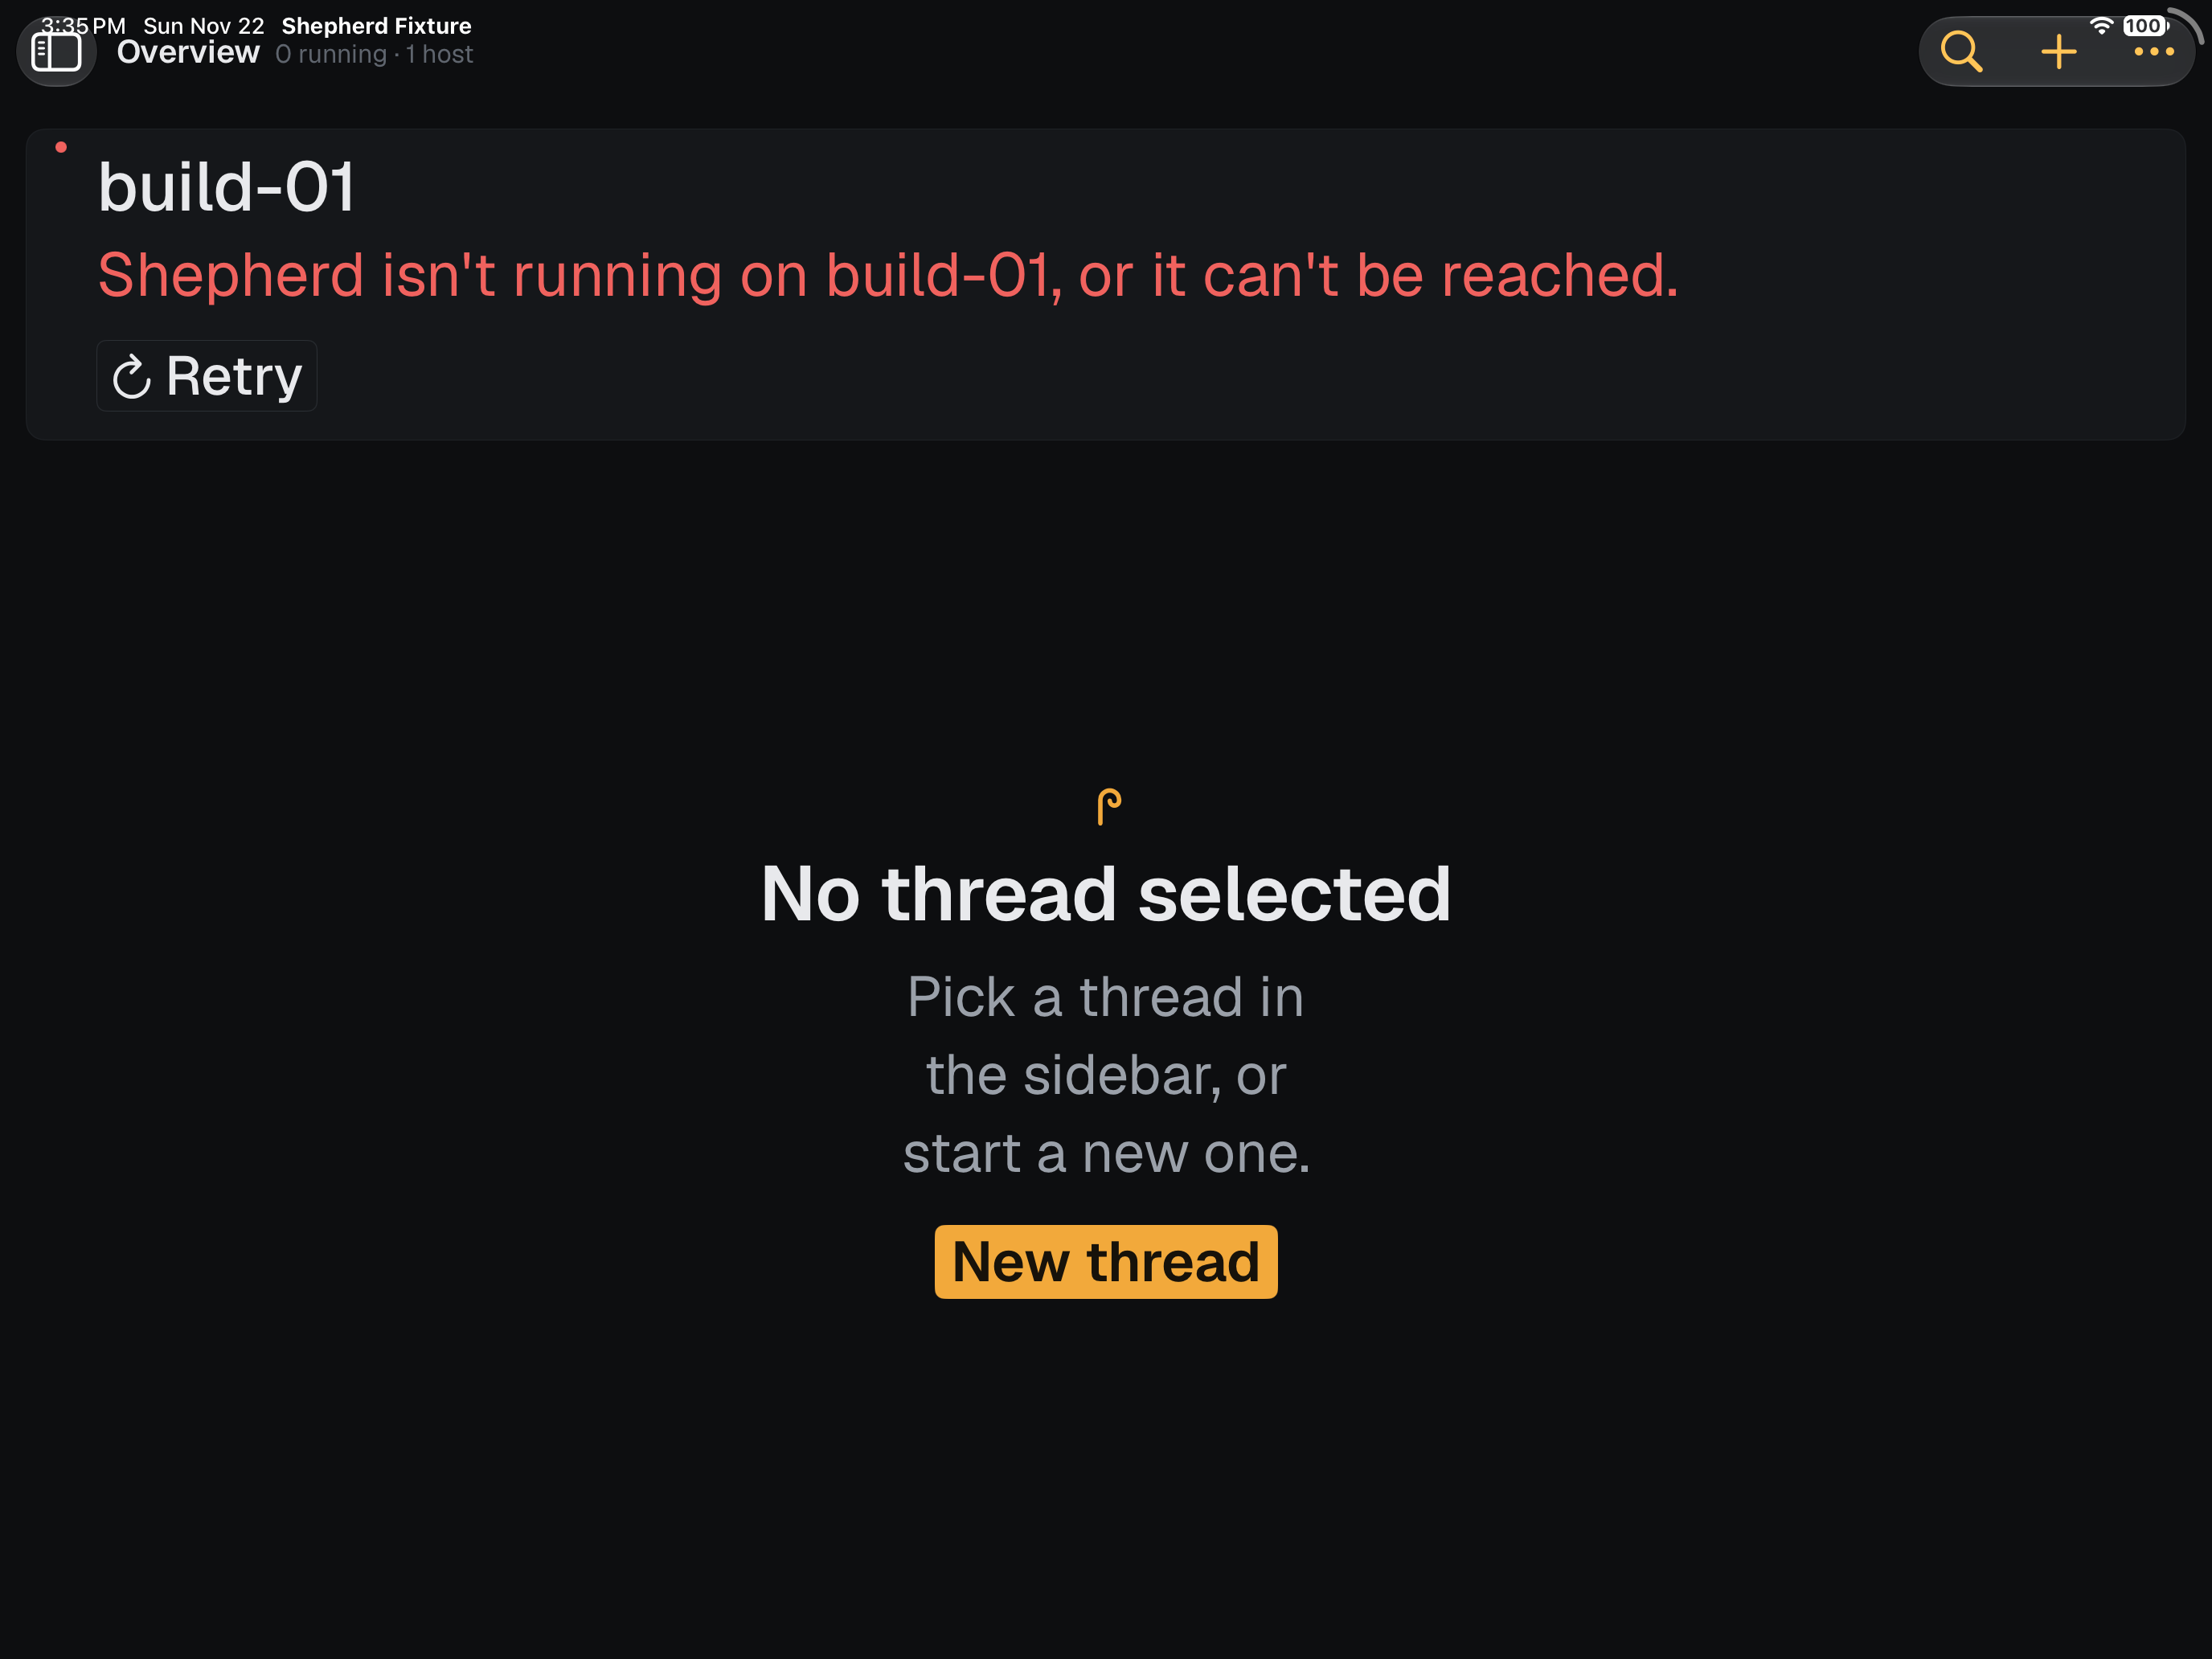 3:35 PM Sun Nov 22 Shepherd Fixture
100
Overview 0 running · 1 host
build-01
Shepherd isn't running on build-01, or it can't be reached.
Retry
No thread selected
Pick a thread in
the sidebar, or
start a new one.
New thread